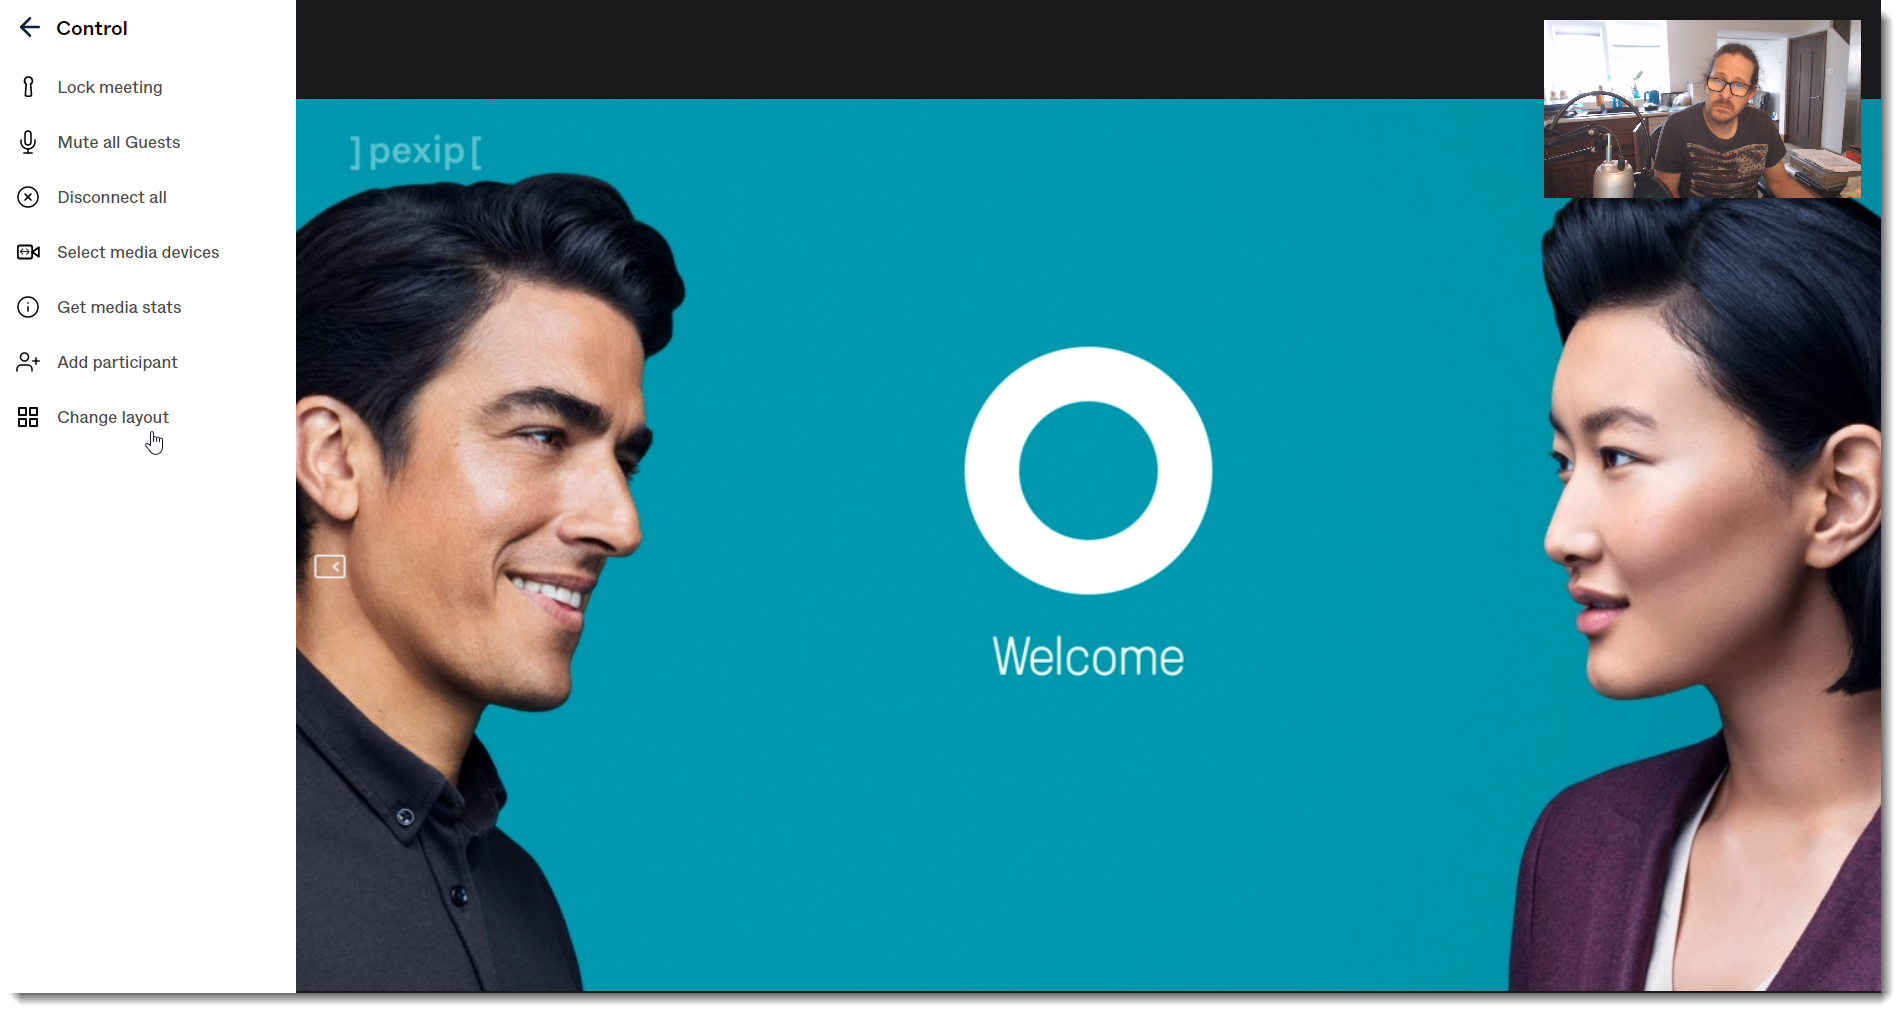 Control
Lock meeting
Mute all Guests
Disconnect all
Select media devices
Get media stats
Add participant
Change layout
]pexip[
Welcome